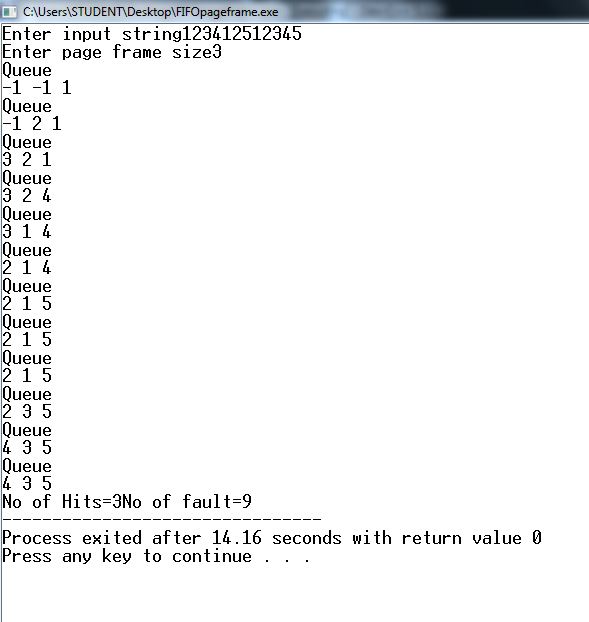 C:\Users\STUDENT\Desktop\FIFOpageframe.exe
Enter input string123412512345
Enter page frame size3
Queue
-1 -1 1
Queue
-1 2 1
Queue
3 2 1
Queue
3 2 4
Queue
3 1 4
Queue
2 1 4
Queue
2 1 5
Queue
2 1 5
Queue
2 1 5
Queue
2 3 5
Queue
4 3 5
Queue
4 3 5
No of Hits=3No of fault=9
--------------------------------
Process exited after 14.16 seconds with return value 0
Press any key to continue . . .